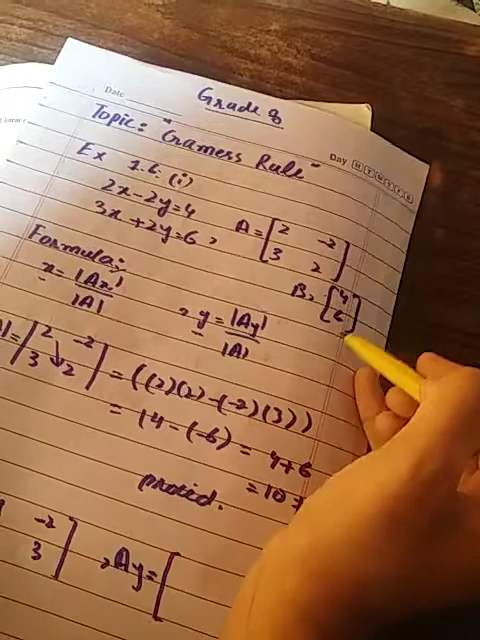 Grade 8
Date
Day M T W T F S
Topic: "Gramess Rule"
Ex 1.6 (i)
2x-2y=4
3x+2y=6, A=[2 -2
3 2]
B=[4
6]
Formula:
x=|Ax|/|A| , y=|Ay|/|A|
|=|2 -2
3 2| = ((2)(2)-(-2)(3))
= (4-(-6) = 4+6
=10
proied.
-2
3] , Ay=[